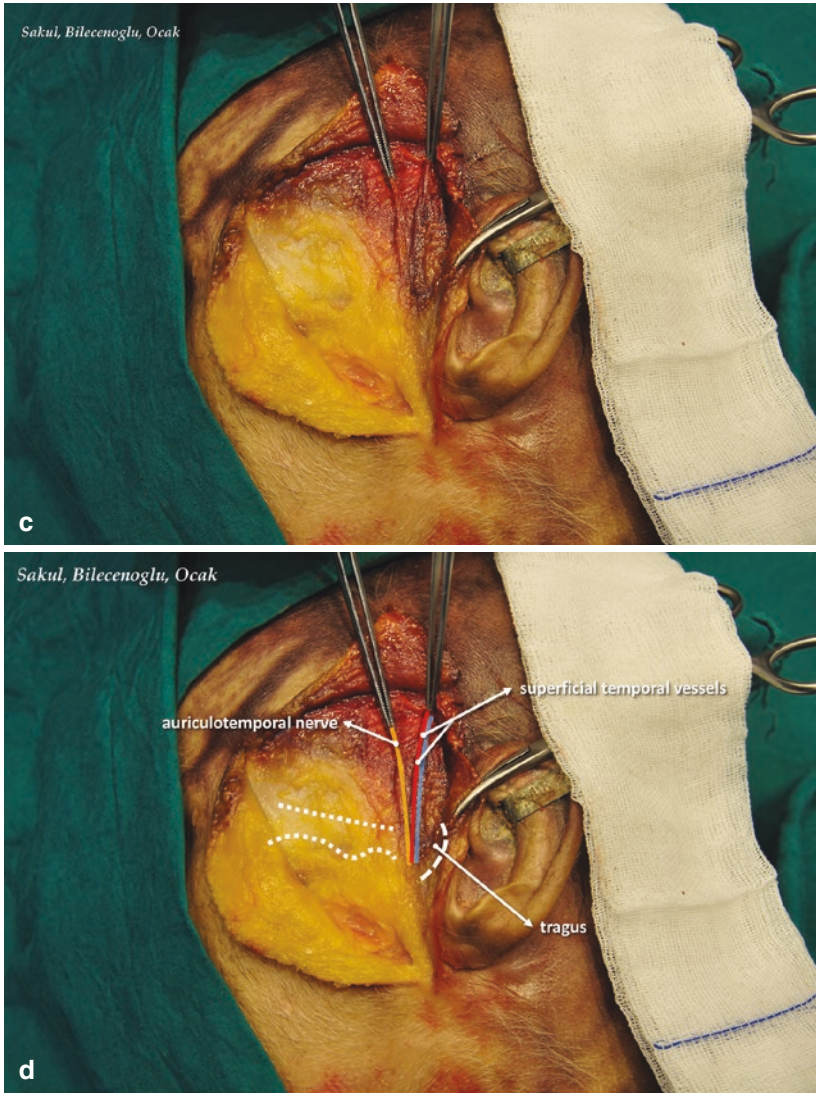 Sakul, Bilecenoglu, Ocak
c
Sakul, Bilecenoglu, Ocak
superficial temporal vessels
auriculotemporal nerve
tragus
d